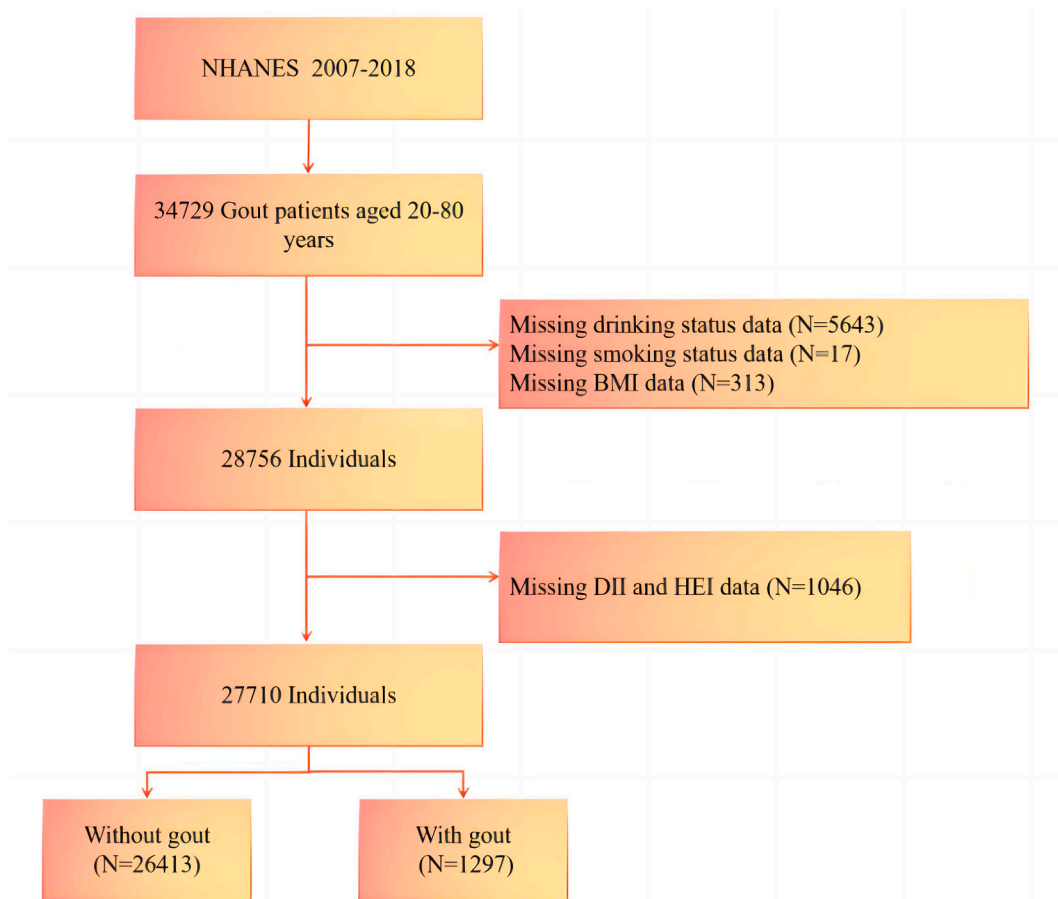 NHANES 2007-2018
34729 Gout patients aged 20-80
years
Missing drinking status data (N=5643)
Missing smoking status data (N=17)
Missing BMI data (N=313)
28756 Individuals
Missing DII and HEI data (N=1046)
27710 Individuals
Without gout
(N=26413)
With gout
(N=1297)